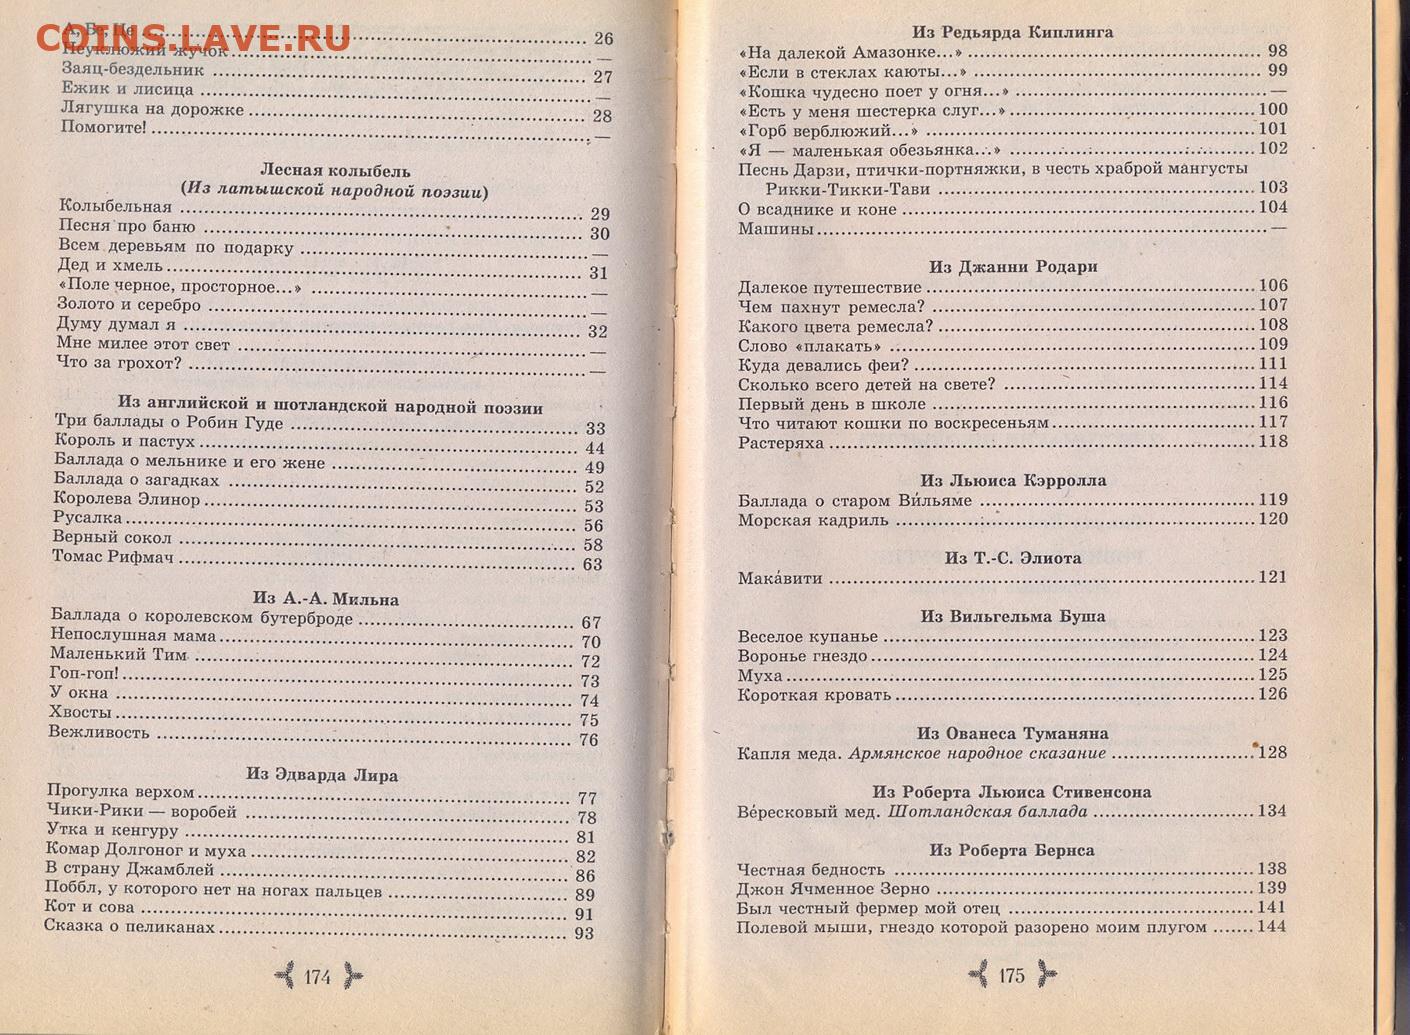 COINS.LAVE.RU
А, Бе, Це ..... 26
Неуклюжий жучок ..... —
Заяц-бездельник ..... 27
Ежик и лисица ..... —
Лягушка на дорожке ..... 28
Помогите! ..... —
Лесная колыбель
(Из латышской народной поэзии)
Колыбельная ..... 29
Песня про баню ..... 30
Всем деревьям по подарку ..... —
Дед и хмель ..... 31
«Поле черное, просторное...» ..... —
Золото и серебро ..... —
Думу думал я ..... 32
Мне милее этот свет ..... —
Что за грохот? ..... —
Из английской и шотландской народной поэзии
Три баллады о Робин Гуде ..... 33
Король и пастух ..... 44
Баллада о мельнике и его жене ..... 49
Баллада о загадках ..... 52
Королева Элинор ..... 53
Русалка ..... 56
Верный сокол ..... 58
Томас Рифмач ..... 63
Из А.-А. Мильна
Баллада о королевском бутерброде ..... 67
Непослушная мама ..... 70
Маленький Тим ..... 72
Гоп-гоп! ..... 73
У окна ..... 74
Хвосты ..... 75
Вежливость ..... 76
Из Эдварда Лира
Прогулка верхом ..... 77
Чики-Рики — воробей ..... 78
Утка и кенгуру ..... 81
Комар Долгоног и муха ..... 82
В страну Джамблей ..... 86
Поббл, у которого нет на ногах пальцев ..... 89
Кот и сова ..... 91
Сказка о пеликанах ..... 93
174
Из Редьярда Киплинга
«На далекой Амазонке...» ..... 98
«Если в стеклах каюты...» ..... 99
«Кошка чудесно поет у огня...» ..... —
«Есть у меня шестерка слуг...» ..... 100
«Горб верблюжий...» ..... 101
«Я — маленькая обезьянка...» ..... 102
Песнь Дарзи, птички-портняжки, в честь храброй мангусты
Рикки-Тикки-Тави ..... 103
О всаднике и коне ..... 104
Машины ..... —
Из Джанни Родари
Далекое путешествие ..... 106
Чем пахнут ремесла? ..... 107
Какого цвета ремесла? ..... 108
Слово «плакать» ..... 109
Куда девались феи? ..... 111
Сколько всего детей на свете? ..... 114
Первый день в школе ..... 116
Что читают кошки по воскресеньям ..... 117
Растеряха ..... 118
Из Льюиса Кэрролла
Баллада о старом Ви́льяме ..... 119
Морская кадриль ..... 120
Из Т.-С. Элиота
Мака́вити ..... 121
Из Вильгельма Буша
Веселое купанье ..... 123
Воронье гнездо ..... 124
Муха ..... 125
Короткая кровать ..... 126
Из Ованеса Туманяна
Капля меда. Армянское народное сказание ..... 128
Из Роберта Льюиса Стивенсона
Ве́ресковый мед. Шотландская баллада ..... 134
Из Роберта Бернса
Честная бедность ..... 138
Джон Ячменное Зерно ..... 139
Был честный фермер мой отец ..... 141
Полевой мыши, гнездо которой разорено моим плугом ..... 144
175